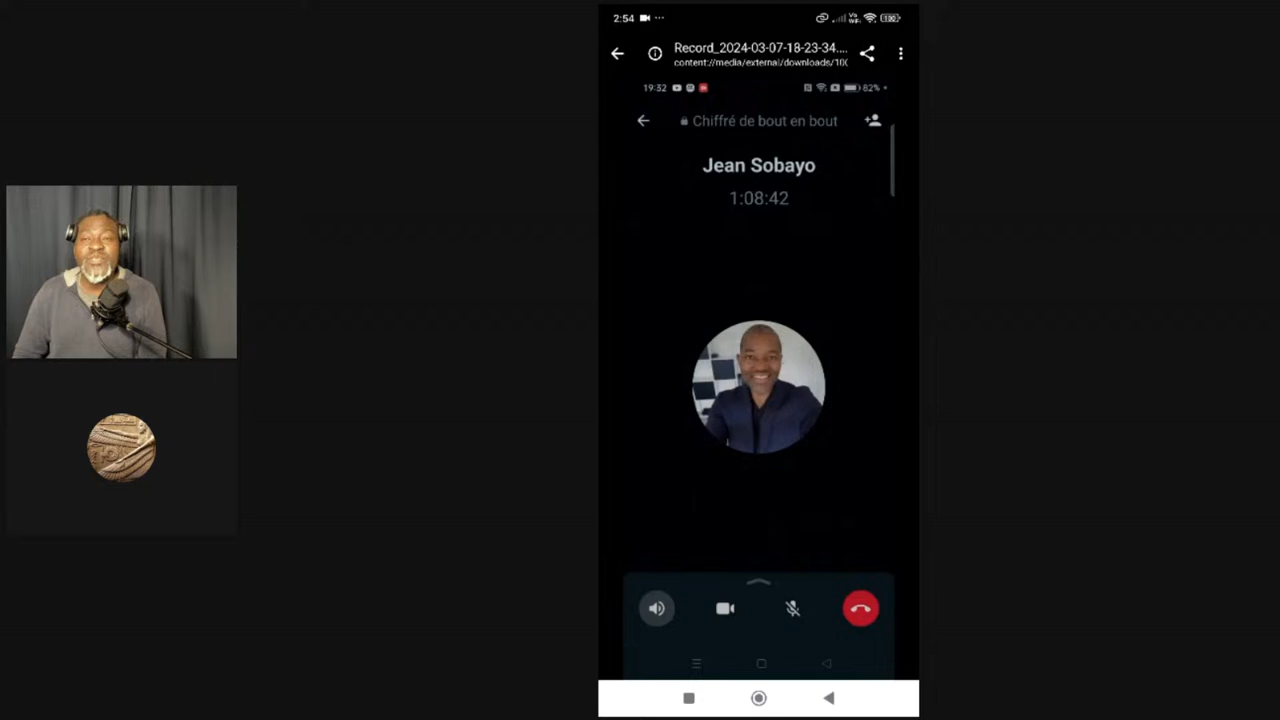 2:54
Record_2024-03-07-18-23-34....
content://media/external/downloads/10(
19:32 82%
Chiffré de bout en bout
Jean Sobayo
1:08:42